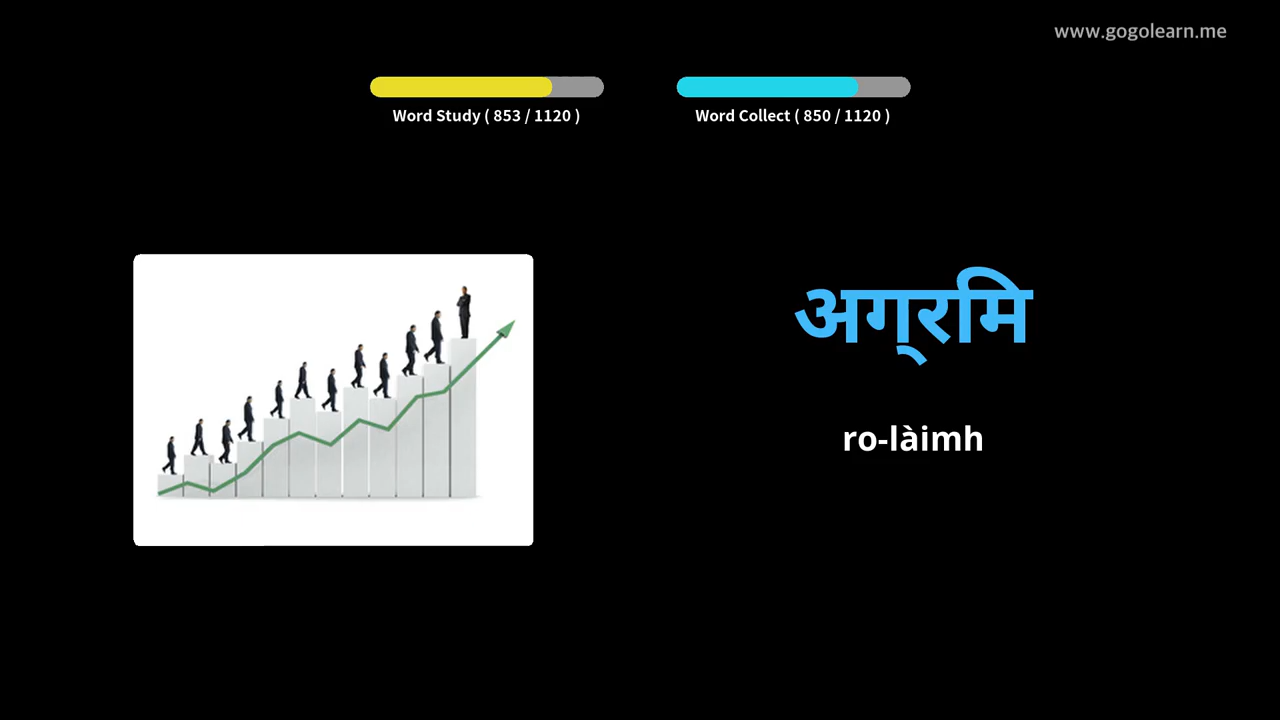 www.gogolearn.me
Word Study ( 853 / 1120 )
Word Collect ( 850 / 1120 )
अग्‌रमि
ro-làimh